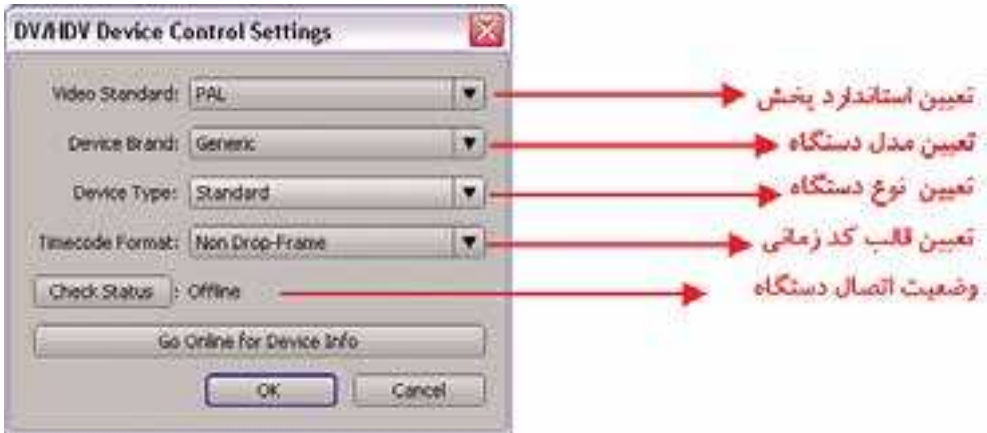 DV/HDV Device Control Settings
Video Standard: PAL
تعیین استاندارد پخش
Device Brand: Generic
تعیین مدل دستگاه
Device Type: Standard
تعیین نوع دستگاه
Timecode Format: Non Drop-Frame
تعیین قالب کد زمانی
Check Status : Offline
وضعیت اتصال دستگاه
Go Online for Device Info
OK Cancel